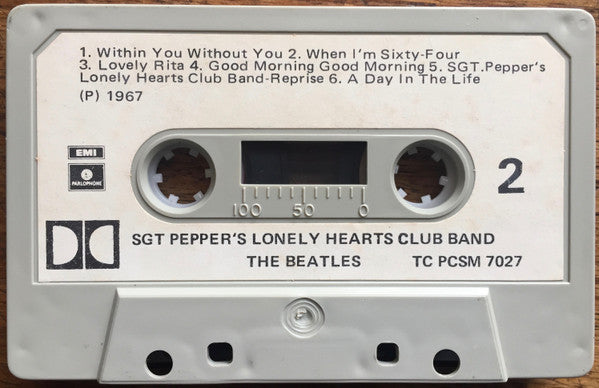 1. Within You Without You 2. When I'm Sixty-Four
3. Lovely Rita 4. Good Morning Good Morning 5. SGT.Pepper's
Lonely Hearts Club Band-Reprise 6. A Day In The Life
(P) 1967
EMI
PARLOPHONE
2
100 50 0
SGT PEPPER'S LONELY HEARTS CLUB BAND
THE BEATLES TC PCSM 7027